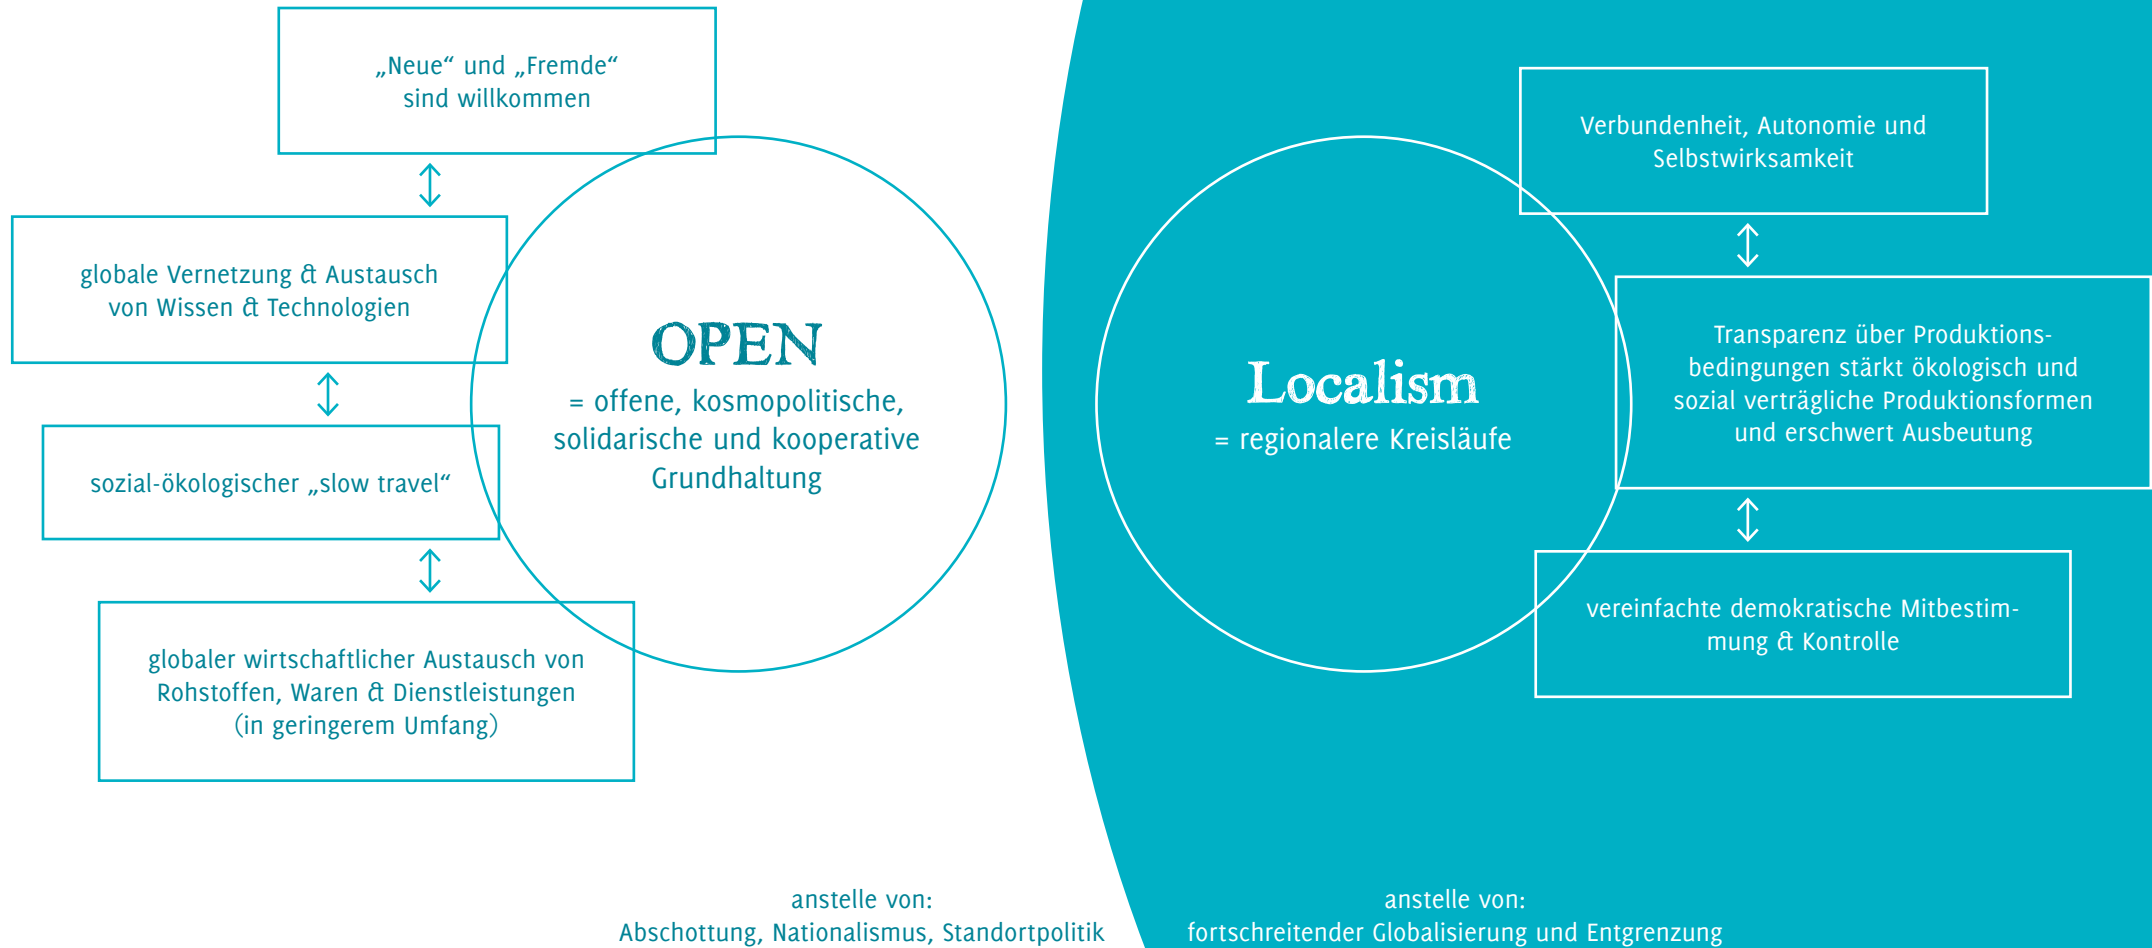 „Neue“ und „Fremde“
sind willkommen
globale Vernetzung & Austausch
von Wissen & Technologien
sozial-ökologischer „slow travel“
globaler wirtschaftlicher Austausch von
Rohstoffen, Waren & Dienstleistungen
(in geringerem Umfang)
OPEN
= offene, kosmopolitische,
solidarische und kooperative
Grundhaltung
anstelle von:
Abschottung, Nationalismus, Standortpolitik
Localism
= regionalere Kreisläufe
Verbundenheit, Autonomie und
Selbstwirksamkeit
Transparenz über Produktions-
bedingungen stärkt ökologisch und
sozial verträgliche Produktionsformen
und erschwert Ausbeutung
vereinfachte demokratische Mitbestim-
mung & Kontrolle
anstelle von:
fortschreitender Globalisierung und Entgrenzung